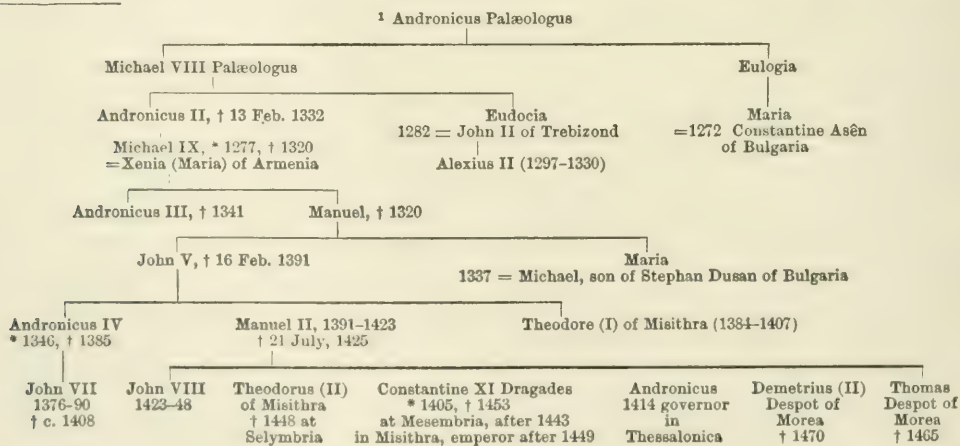 ¹ Andronicus Palæologus
Michael VIII Palæologus
Eulogia
Andronicus II, † 13 Feb. 1332
Eudocia
1282 = John II of Trebizond
Maria
=1272 Constantine Asên
of Bulgaria
Michael IX, * 1277, † 1320
=Xenia (Maria) of Armenia
Alexius II (1297-1330)
Andronicus III, † 1341
Manuel, † 1320
John V, † 16 Feb. 1391
Maria
1337 = Michael, son of Stephan Dusan of Bulgaria
Andronicus IV
* 1346, † 1385
Manuel II, 1391-1423
† 21 July, 1425
Theodore (I) of Misithra (1384-1407)
John VII
1376-90
† c. 1408
John VIII
1423-48
Theodorus (II)
of Misithra
† 1448 at
Selymbria
Constantine XI Dragades
* 1405, † 1453
at Mesembria, after 1443
in Misithra, emperor after 1449
Andronicus
1414 governor
in
Thessalonica
Demetrius (II)
Despot of
Morea
† 1470
Thomas
Despot of
Morea
† 1465